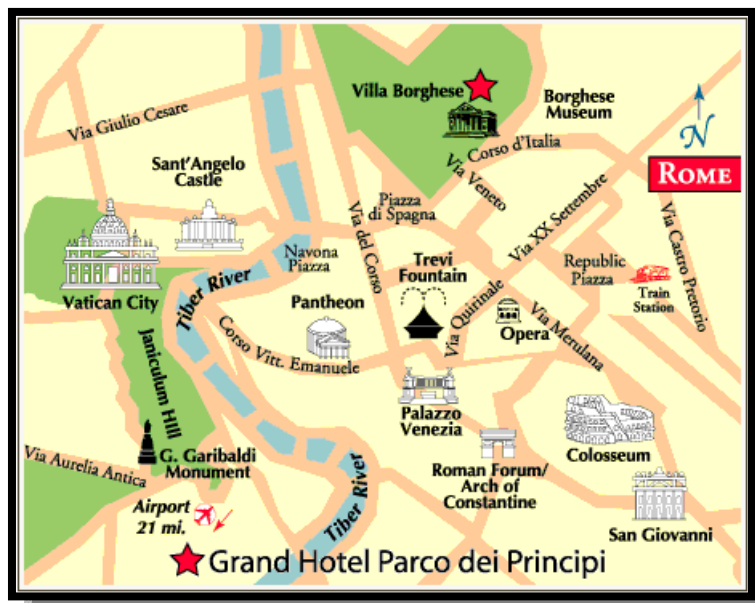 Villa Borghese
Borghese
Museum
N
ROME
Via Giulio Cesare
Corso d'Italia
Via Veneto
Sant'Angelo
Castle
Piazza
di Spagna
Via XX Settembre
Via Castro Pretorio
Via del Corso
Navona
Piazza
Trevi
Fountain
Republic
Piazza
Train
Station
Vatican City
Tiber River
Pantheon
Via Quirinale
Opera
Via Merulana
Corso Vitt. Emanuele
Janiculum Hill
Palazzo
Venezia
G. Garibaldi
Monument
Via Aurelia Antica
Colosseum
Roman Forum/
Arch of
Constantine
Tiber River
Airport
21 mi.
San Giovanni
Grand Hotel Parco dei Principi